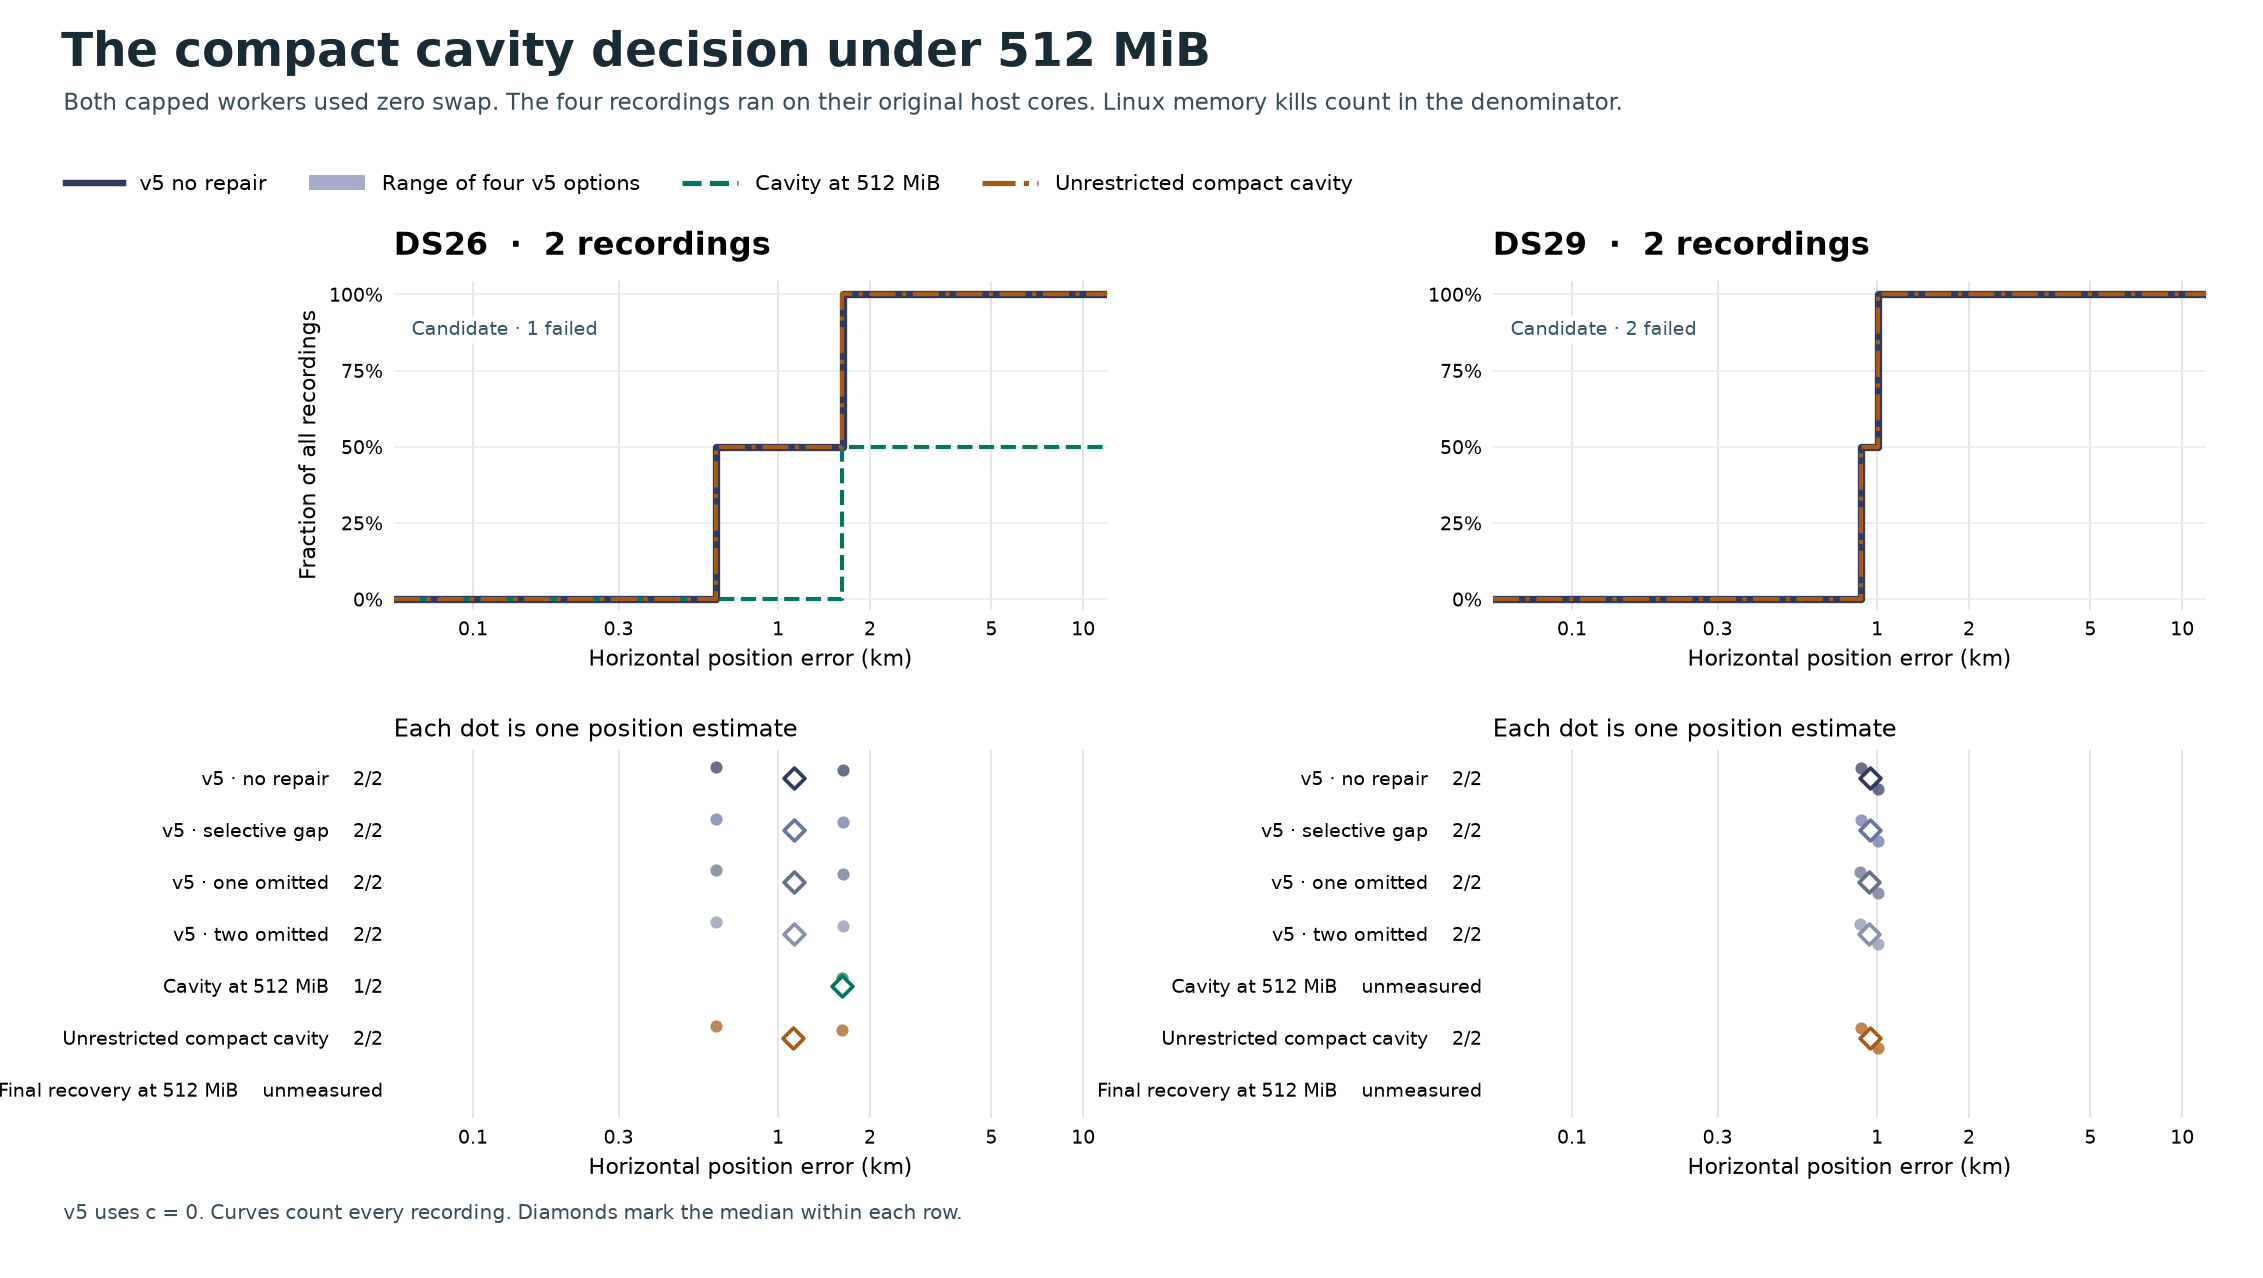 The compact cavity decision under 512 MiB
Both capped workers used zero swap. The four recordings ran on their original host cores. Linux memory kills count in the denominator.
v5 no repair
Range of four v5 options
Cavity at 512 MiB
Unrestricted compact cavity
DS26 · 2 recordings
Fraction of all recordings
100%
75%
50%
25%
0%
Candidate · 1 failed
0.1 0.3 1 2 5 10
Horizontal position error (km)
DS29 · 2 recordings
100%
75%
50%
25%
0%
Candidate · 2 failed
0.1 0.3 1 2 5 10
Horizontal position error (km)
Each dot is one position estimate
v5 · no repair 2/2
v5 · selective gap 2/2
v5 · one omitted 2/2
v5 · two omitted 2/2
Cavity at 512 MiB 1/2
Unrestricted compact cavity 2/2
Final recovery at 512 MiB unmeasured
0.1 0.3 1 2 5 10
Horizontal position error (km)
Each dot is one position estimate
v5 · no repair 2/2
v5 · selective gap 2/2
v5 · one omitted 2/2
v5 · two omitted 2/2
Cavity at 512 MiB unmeasured
Unrestricted compact cavity 2/2
Final recovery at 512 MiB unmeasured
0.1 0.3 1 2 5 10
Horizontal position error (km)
v5 uses c = 0. Curves count every recording. Diamonds mark the median within each row.